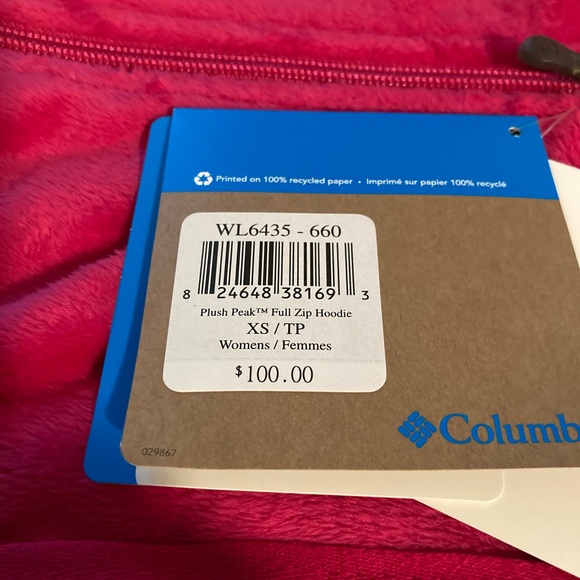 Printed on 100% recycled paper • Imprimé sur papier 100% recyclé
WL6435 - 660
8 24648 38169 3
Plush Peak™ Full Zip Hoodie
XS / TP
Womens / Femmes
$100.00
Columb
029867